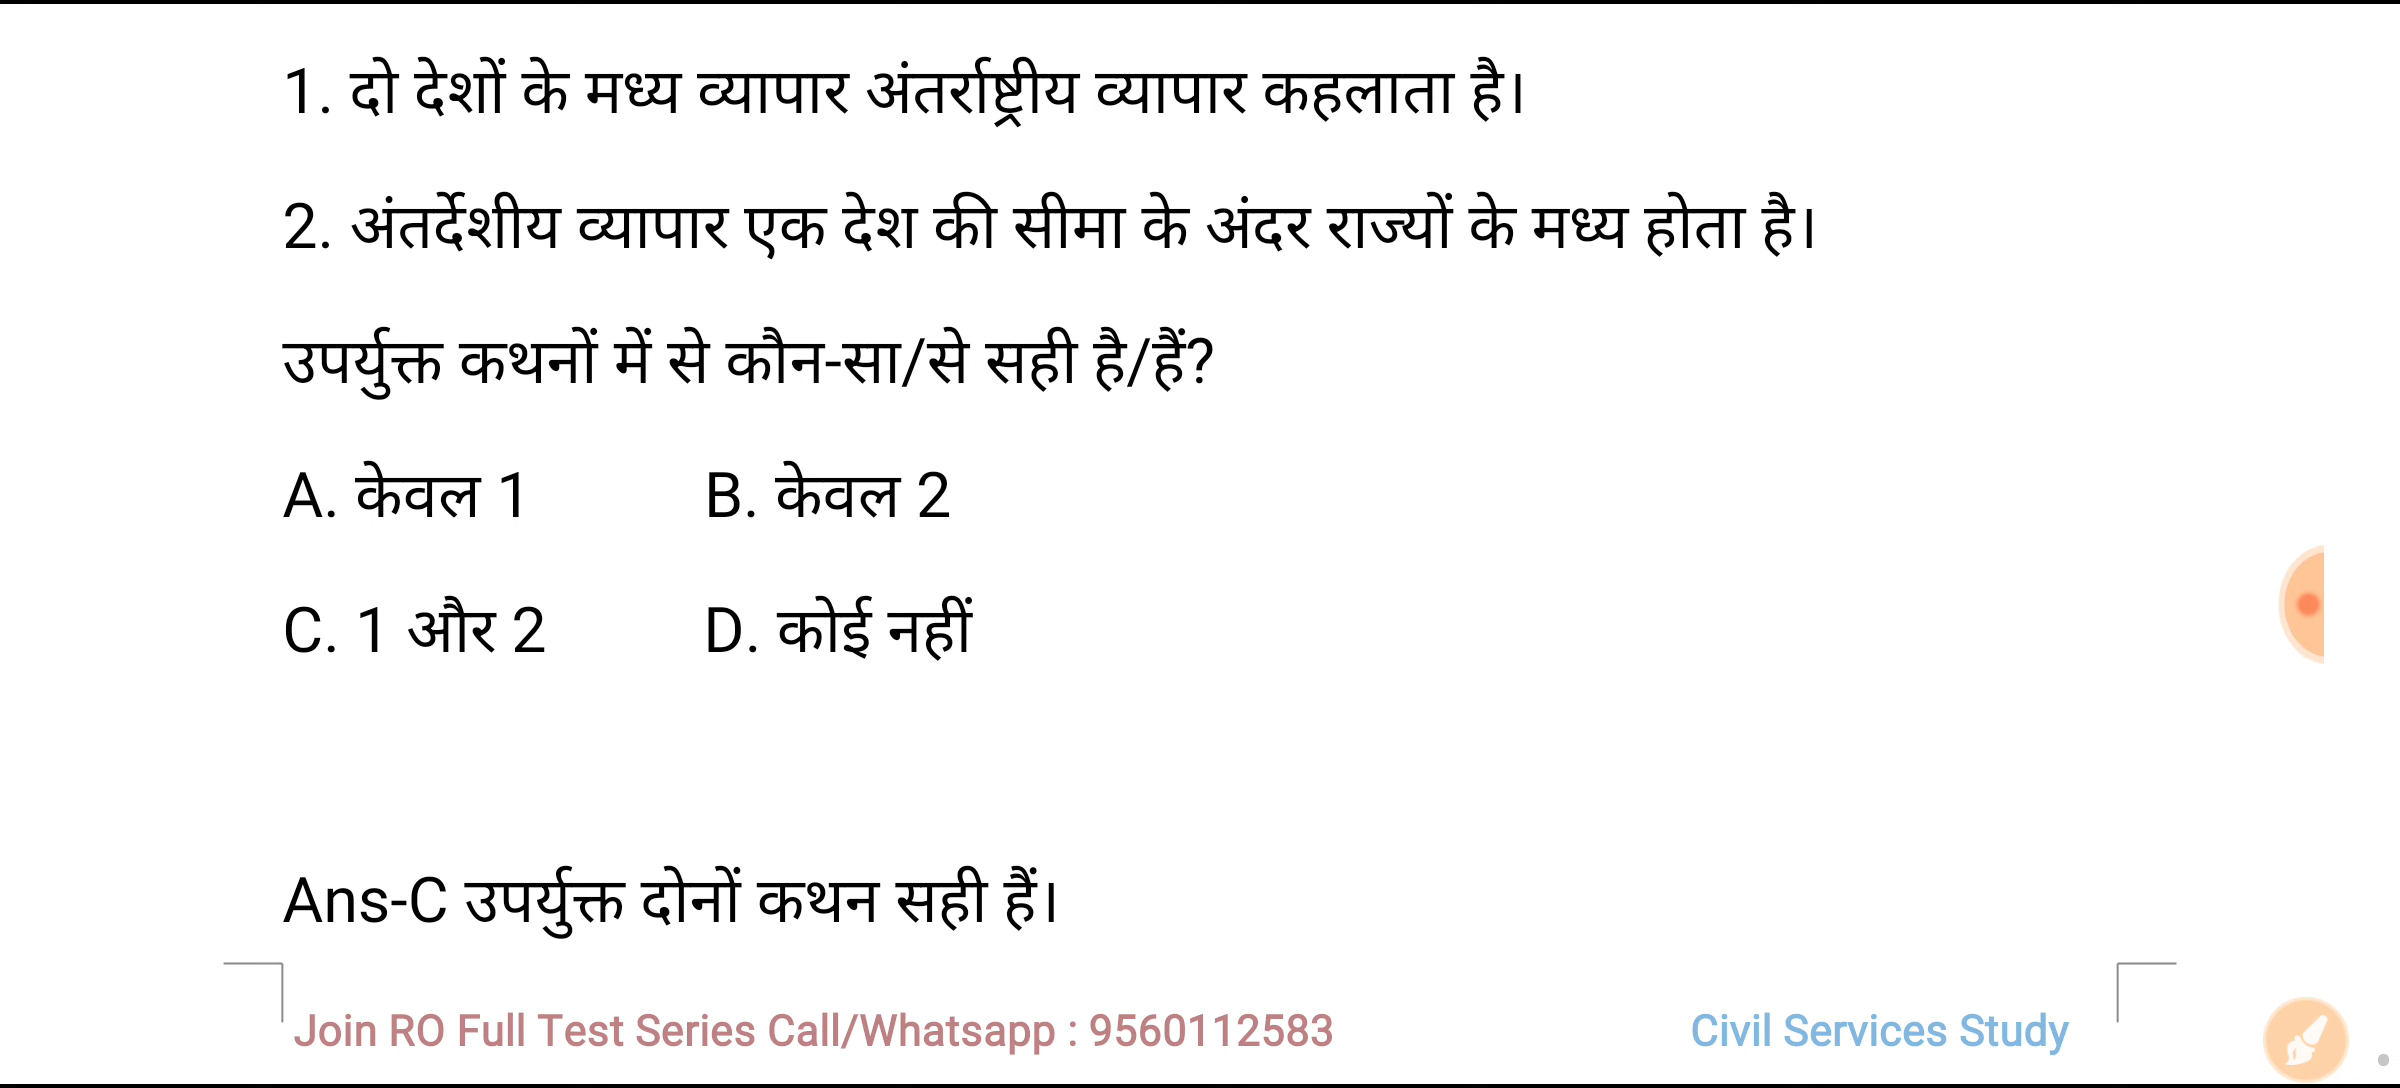 1. दो देशों के मध्य व्यापार अंतर्राष्ट्रीय व्यापार कहलाता है।
2. अंतर्देशीय व्यापार एक देश की सीमा के अंदर राज्यों के मध्य होता है।
उपर्युक्त कथनों में से कौन-सा/से सही है/हैं?
A. केवल 1 B. केवल 2
C. 1 और 2 D. कोई नहीं
Ans-C उपर्युक्त दोनों कथन सही हैं।
Join RO Full Test Series Call/Whatsapp : 9560112583 Civil Services Study